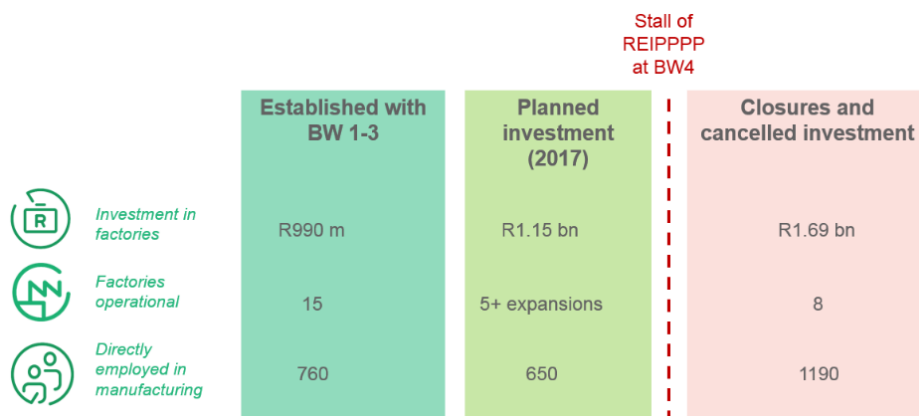 Stall of
REIPPPP
at BW4
Established with
BW 1-3
Planned
investment
(2017)
Closures and
cancelled investment
R
Investment in
factories
R990 m
R1.15 bn
R1.69 bn
Factories
operational
15
5+ expansions
8
Directly
employed in
manufacturing
760
650
1190